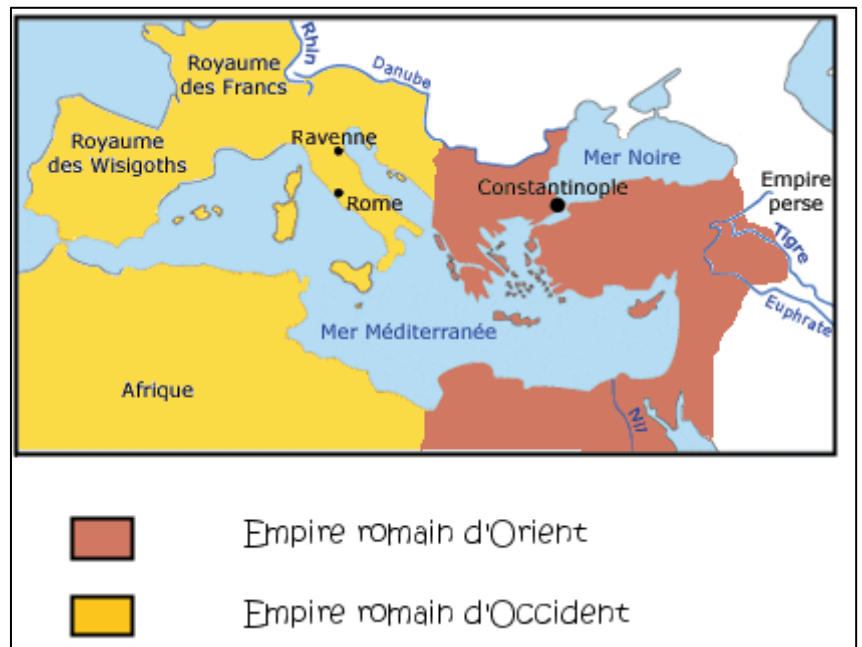 Rhin
Royaume
des Francs
Danube
Royaume
des Wisigoths
Ravenne
Rome
Mer Noire
Constantinople
Empire
perse
Tigre
Euphrate
Mer Méditerranée
Afrique
Nil
Empire romain d'Orient
Empire romain d'Occident